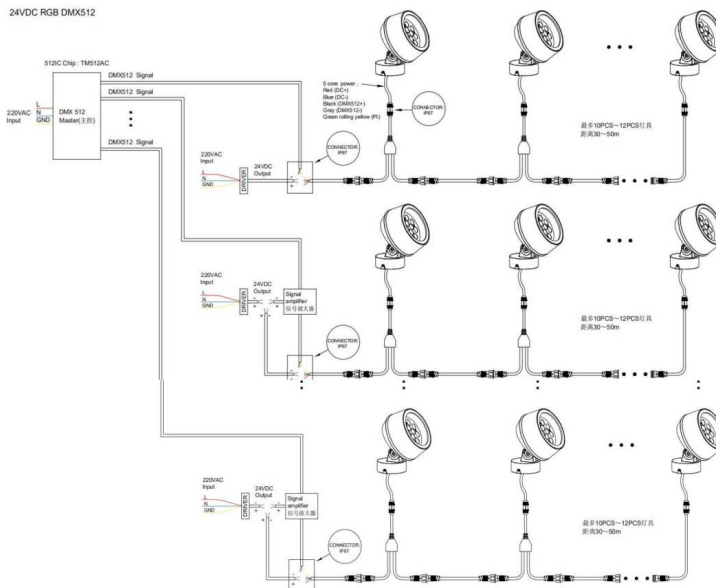 24VDC RGB DMX512
512IC Chip : TM512AC
DMX512 Signal
DMX512 Signal
DMX512 Signal
220VAC
Input
L
N
GND
DMX 512
Master(主控)
5 core power :
Red (DC+)
Blue (DC-)
Black (DMX512+)
Gray (DMX512-)
Green rolling yellow (PI)
CONNECTOR:
IP67
CONNECTOR:
IP67
220VAC
Input
L
N
GND
DRIVER
24VDC
Output
+
-
最多10PCS~12PCS灯具
距离30~50m
220VAC
Input
L
N
GND
DRIVER
24VDC
Output
Signal
amplifier
信号放大器
CONNECTOR:
IP67
最多10PCS~12PCS灯具
距离30~50m
220VAC
Input
L
N
GND
DRIVER
24VDC
Output
Signal
amplifier
信号放大器
CONNECTOR:
IP67
最多10PCS~12PCS灯具
距离30~50m